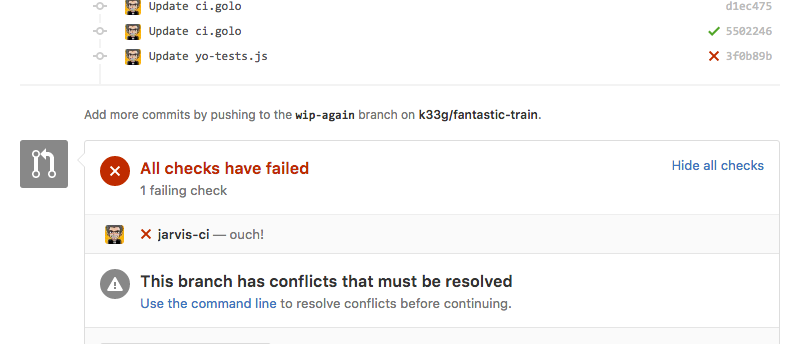 Update ci.golo d1ec475
Update ci.golo 5502246
Update yo-tests.js 3f0b89b
Add more commits by pushing to the wip-again branch on k33g/fantastic-train.
All checks have failed Hide all checks
1 failing check
jarvis-ci — ouch!
This branch has conflicts that must be resolved
Use the command line to resolve conflicts before continuing.